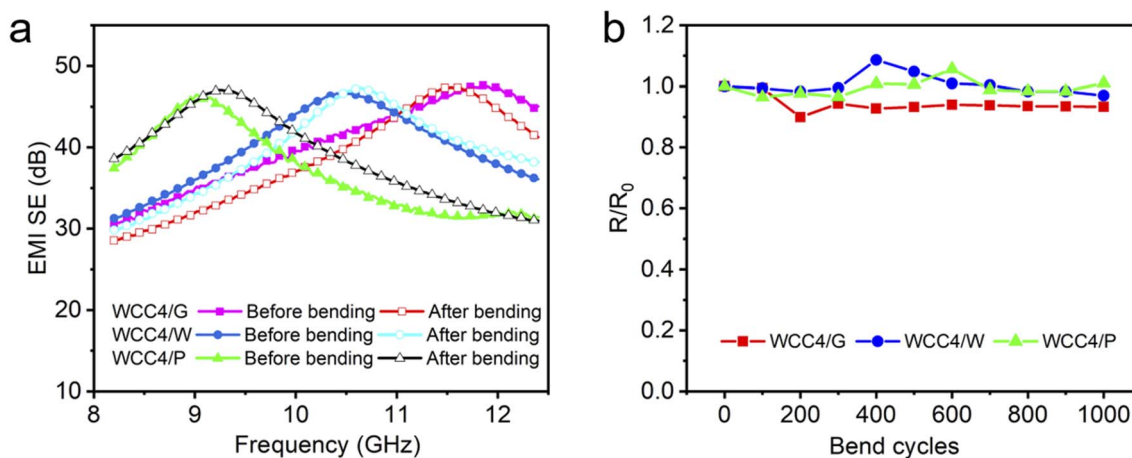 a
EMI SE (dB)
50
40
30
20
10
WCC4/G Before bending After bending
WCC4/W Before bending After bending
WCC4/P Before bending After bending
8 9 10 11 12
Frequency (GHz)
b
R/R0
1.2
1.0
0.8
0.6
0.4
0.2
0.0
WCC4/G WCC4/W WCC4/P
0 200 400 600 800 1000
Bend cycles